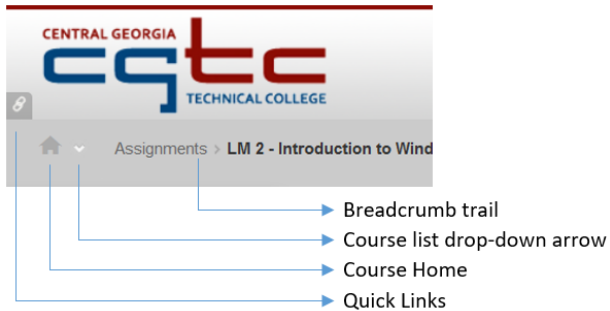 CENTRAL GEORGIA
cgtc
TECHNICAL COLLEGE
Assignments > LM 2 - Introduction to Wind
Breadcrumb trail
Course list drop-down arrow
Course Home
Quick Links